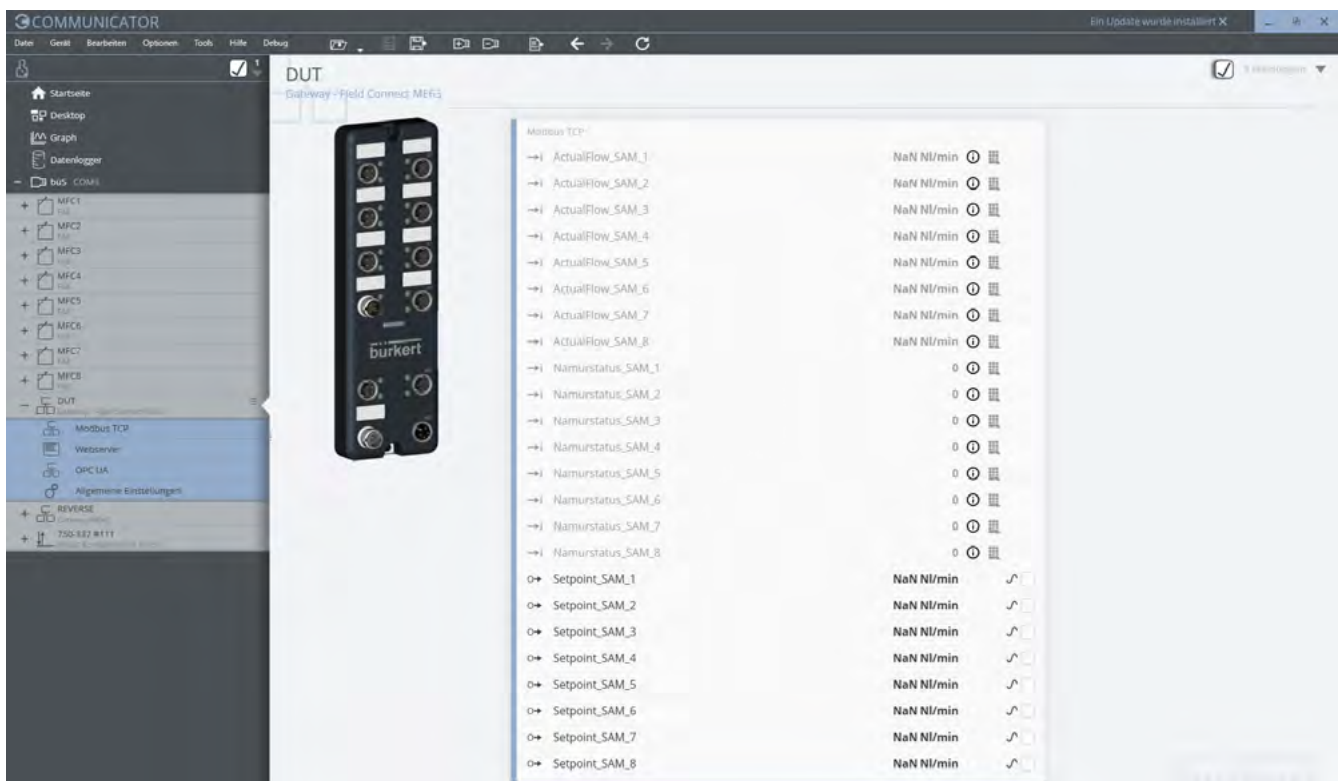 COMMUNICATOR
Ein Update wurde installiert X
Datei Gerät Bearbeiten Optionen Tools Hilfe Debug
1
Startseite
Desktop
Graph
Datenlogger
büS
MFC1
MFC2
MFC3
MFC4
MFC5
MFC6
MFC7
MFC8
DUT
Modbus TCP
Webserver
OPC UA
Allgemeine Einstellungen
REVERSE
DUT
Gateway - Field Connect ME63
burkert
Modbus TCP
ActualFlow_SAM_1 NaN Nl/min
ActualFlow_SAM_2 NaN Nl/min
ActualFlow_SAM_3 NaN Nl/min
ActualFlow_SAM_4 NaN Nl/min
ActualFlow_SAM_5 NaN Nl/min
ActualFlow_SAM_6 NaN Nl/min
ActualFlow_SAM_7 NaN Nl/min
ActualFlow_SAM_8 NaN Nl/min
Namurstatus_SAM_1 0
Namurstatus_SAM_2 0
Namurstatus_SAM_3 0
Namurstatus_SAM_4 0
Namurstatus_SAM_5 0
Namurstatus_SAM_6 0
Namurstatus_SAM_7 0
Namurstatus_SAM_8 0
Setpoint_SAM_1 NaN Nl/min
Setpoint_SAM_2 NaN Nl/min
Setpoint_SAM_3 NaN Nl/min
Setpoint_SAM_4 NaN Nl/min
Setpoint_SAM_5 NaN Nl/min
Setpoint_SAM_6 NaN Nl/min
Setpoint_SAM_7 NaN Nl/min
Setpoint_SAM_8 NaN Nl/min